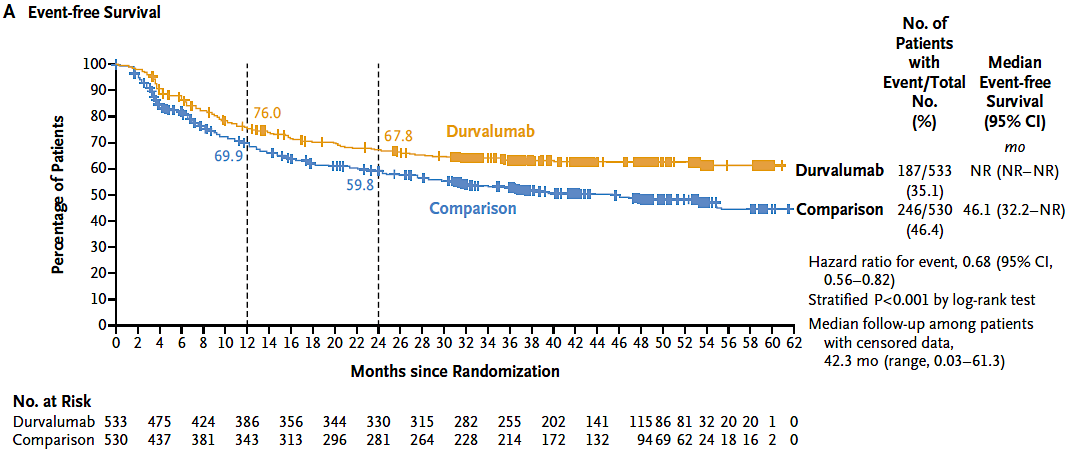 A Event-free Survival
No. of
Patients
with
Event/Total
No.
(%)
Median
Event-free
Survival
(95% CI)
mo
Durvalumab 187/533 NR (NR–NR)
(35.1)
Comparison 246/530 46.1 (32.2–NR)
(46.4)
Hazard ratio for event, 0.68 (95% CI,
0.56–0.82)
Stratified P<0.001 by log-rank test
Median follow-up among patients
with censored data,
42.3 mo (range, 0.03–61.3)
Percentage of Patients
100
90
80
70
60
50
40
30
20
10
0
76.0
69.9
67.8
59.8
Durvalumab
Comparison
0 2 4 6 8 10 12 14 16 18 20 22 24 26 28 30 32 34 36 38 40 42 44 46 48 50 52 54 56 58 60 62
Months since Randomization
No. at Risk
Durvalumab 533 475 424 386 356 344 330 315 282 255 202 141 115 86 81 32 20 20 1 0
Comparison 530 437 381 343 313 296 281 264 228 214 172 132 94 69 62 24 18 16 2 0